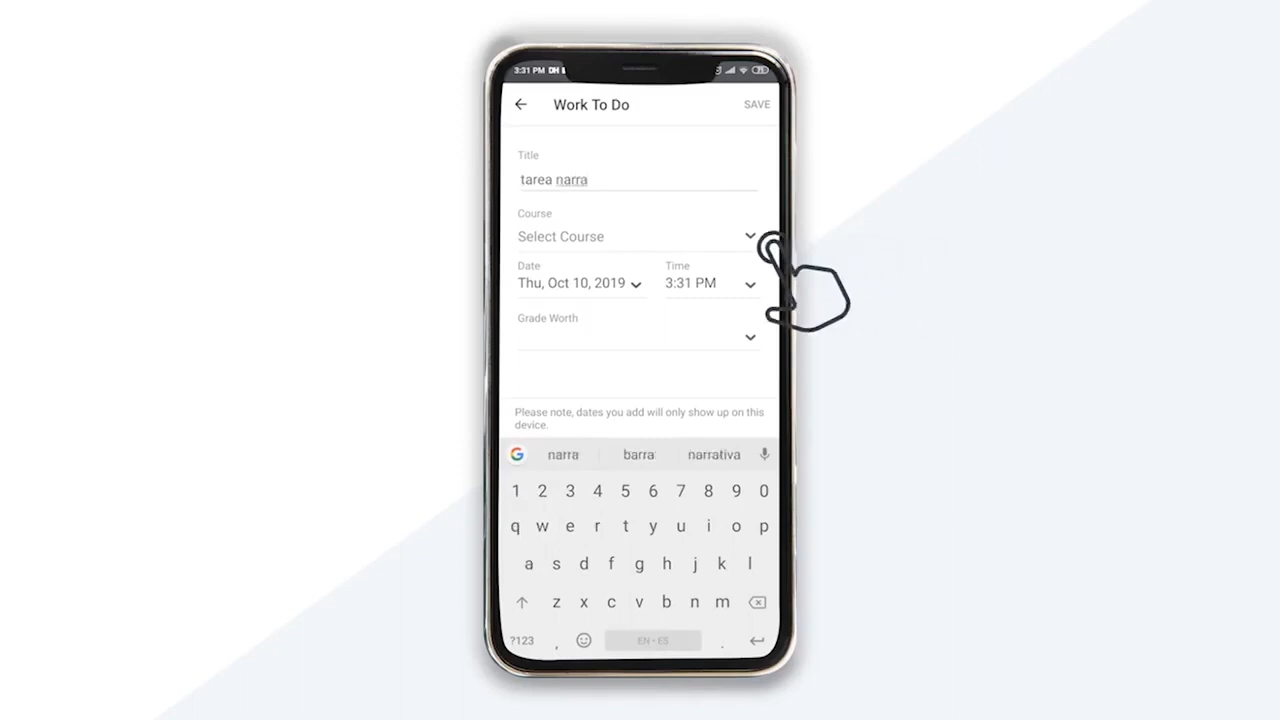 3:31 PM
Work To Do
SAVE
Title
tarea narra
Course
Select Course
Date
Time
Thu, Oct 10, 2019
3:31 PM
Grade Worth
Please note, dates you add will only show up on this
device.
narra barra narrativa
1 2 3 4 5 6 7 8 9 0
q w e r t y u i o p
a s d f g h j k l
z x c v b n m
?123 , EN • ES .